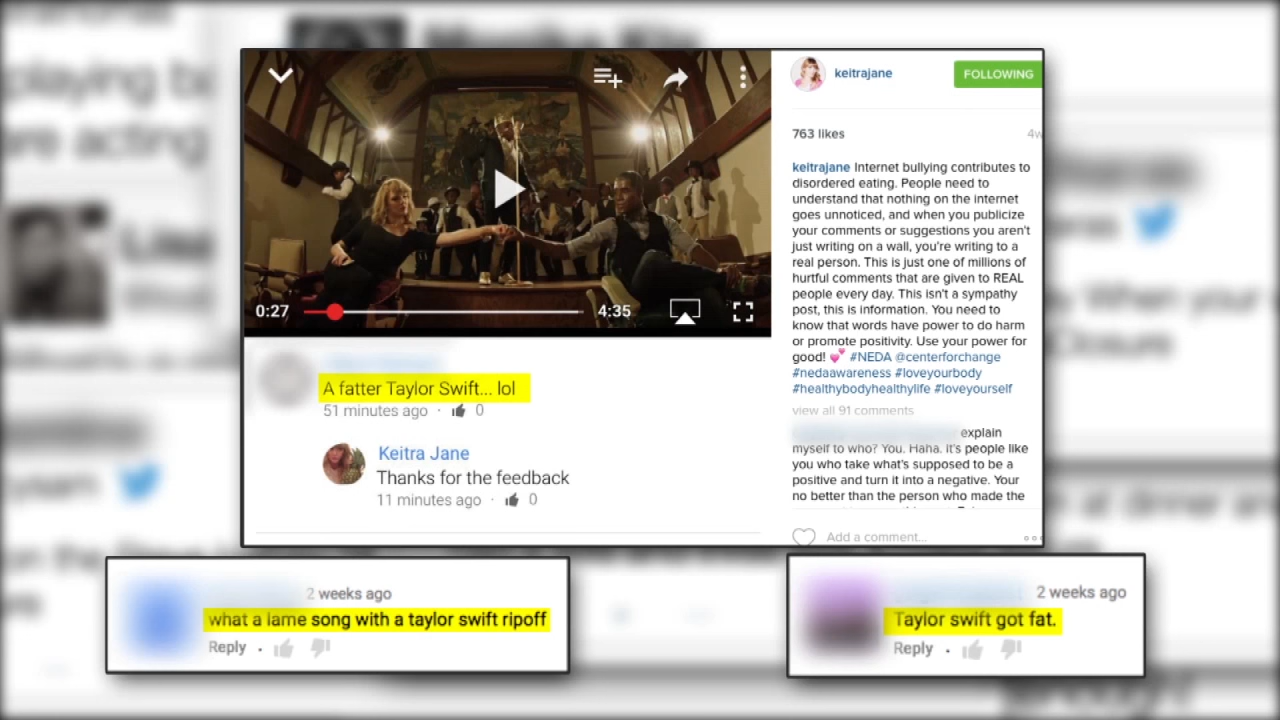 keitrajane
FOLLOWING
763 likes
4w
keitrajane Internet bullying contributes to
disordered eating. People need to
understand that nothing on the internet
goes unnoticed, and when you publicize
your comments or suggestions you aren't
just writing on a wall, you're writing to a
real person. This is just one of millions of
hurtful comments that are given to REAL
people every day. This isn't a sympathy
post, this is information. You need to
know that words have power to do harm
or promote positivity. Use your power for
good! 💕 #NEDA @centerforchange
#nedaawareness #loveyourbody
#healthybodyhealthylife #loveyourself
view all 91 comments
explain
myself to who? You. Haha. it's people like
you who take what's supposed to be a
positive and turn it into a negative. Your
no better than the person who made the
Add a comment...
0:27
4:35
A fatter Taylor Swift... lol
51 minutes ago · 0
Keitra Jane
Thanks for the feedback
11 minutes ago · 0
2 weeks ago
what a lame song with a taylor swift ripoff
Reply ·
2 weeks ago
Taylor swift got fat.
Reply ·
playing
are acting